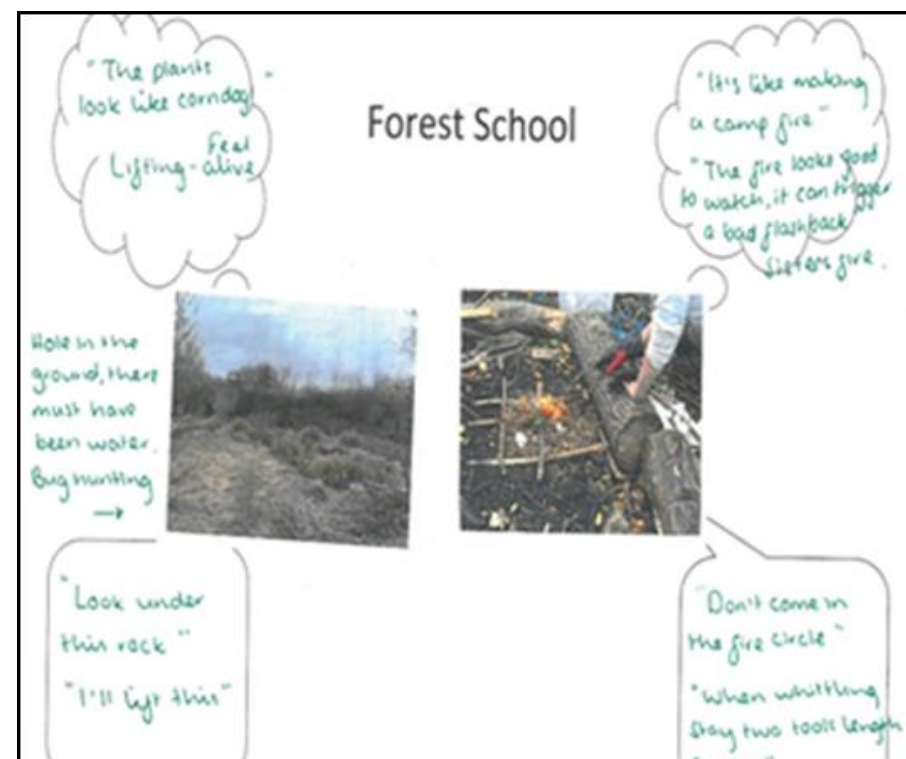 Forest School
"The plants
look like corndog"
Feel
Lifting - alive
"It's like making
a camp fire"
"The fire looks good
to watch, it can trigger
a bad flashback"
Sisters fire.
Hole in the
ground, there
must have
been water.
Bug hunting
→
"Look under
this rock"
"I'll lift this"
"Don't come in
the fire circle"
"When whittling
stay two tools length